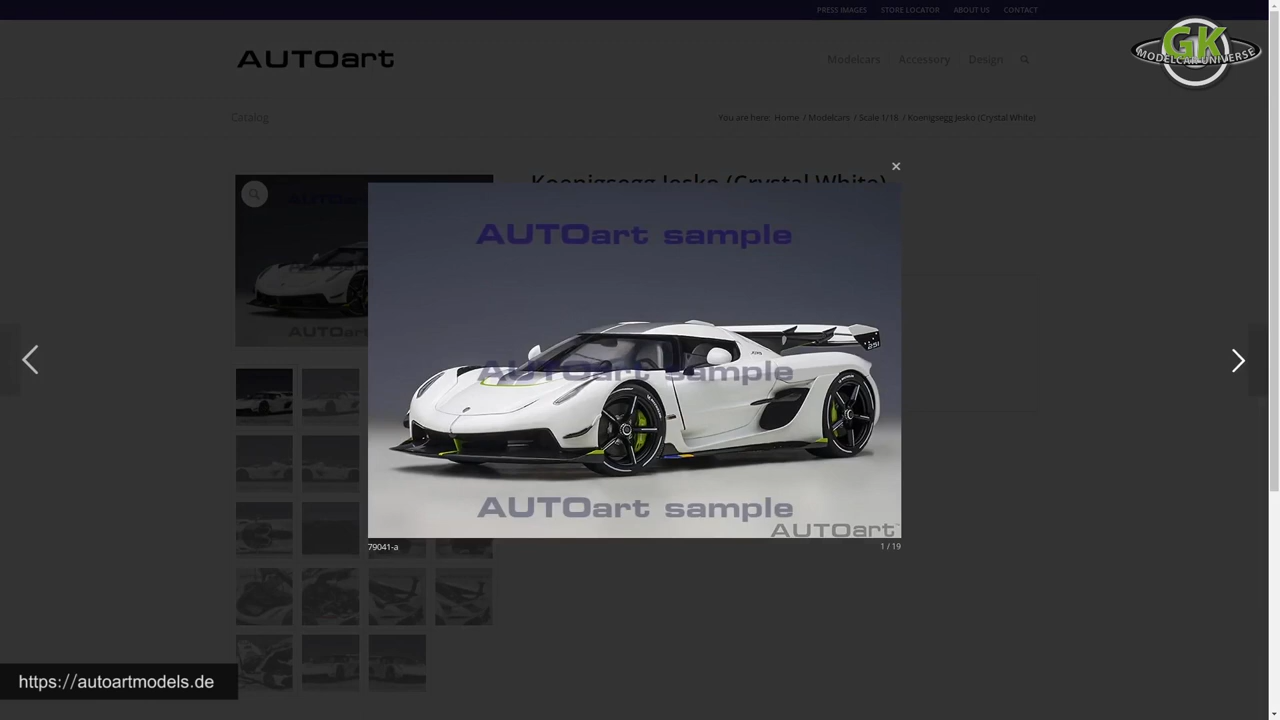 PRESS IMAGES STORE LOCATOR ABOUT US CONTACT
GK
MODELCAR UNIVERSE
AUTOart
Modelcars Accessory Design
Catalog
You are here: Home / Modelcars / Scale 1/18 / Koenigsegg Jesko (Crystal White)
Koenigsegg Jesko (Crystal White)
AUTOart sample
AUTOart sample
AUTOart sample
AUTOart
79041-a
1 / 19
https://autoartmodels.de